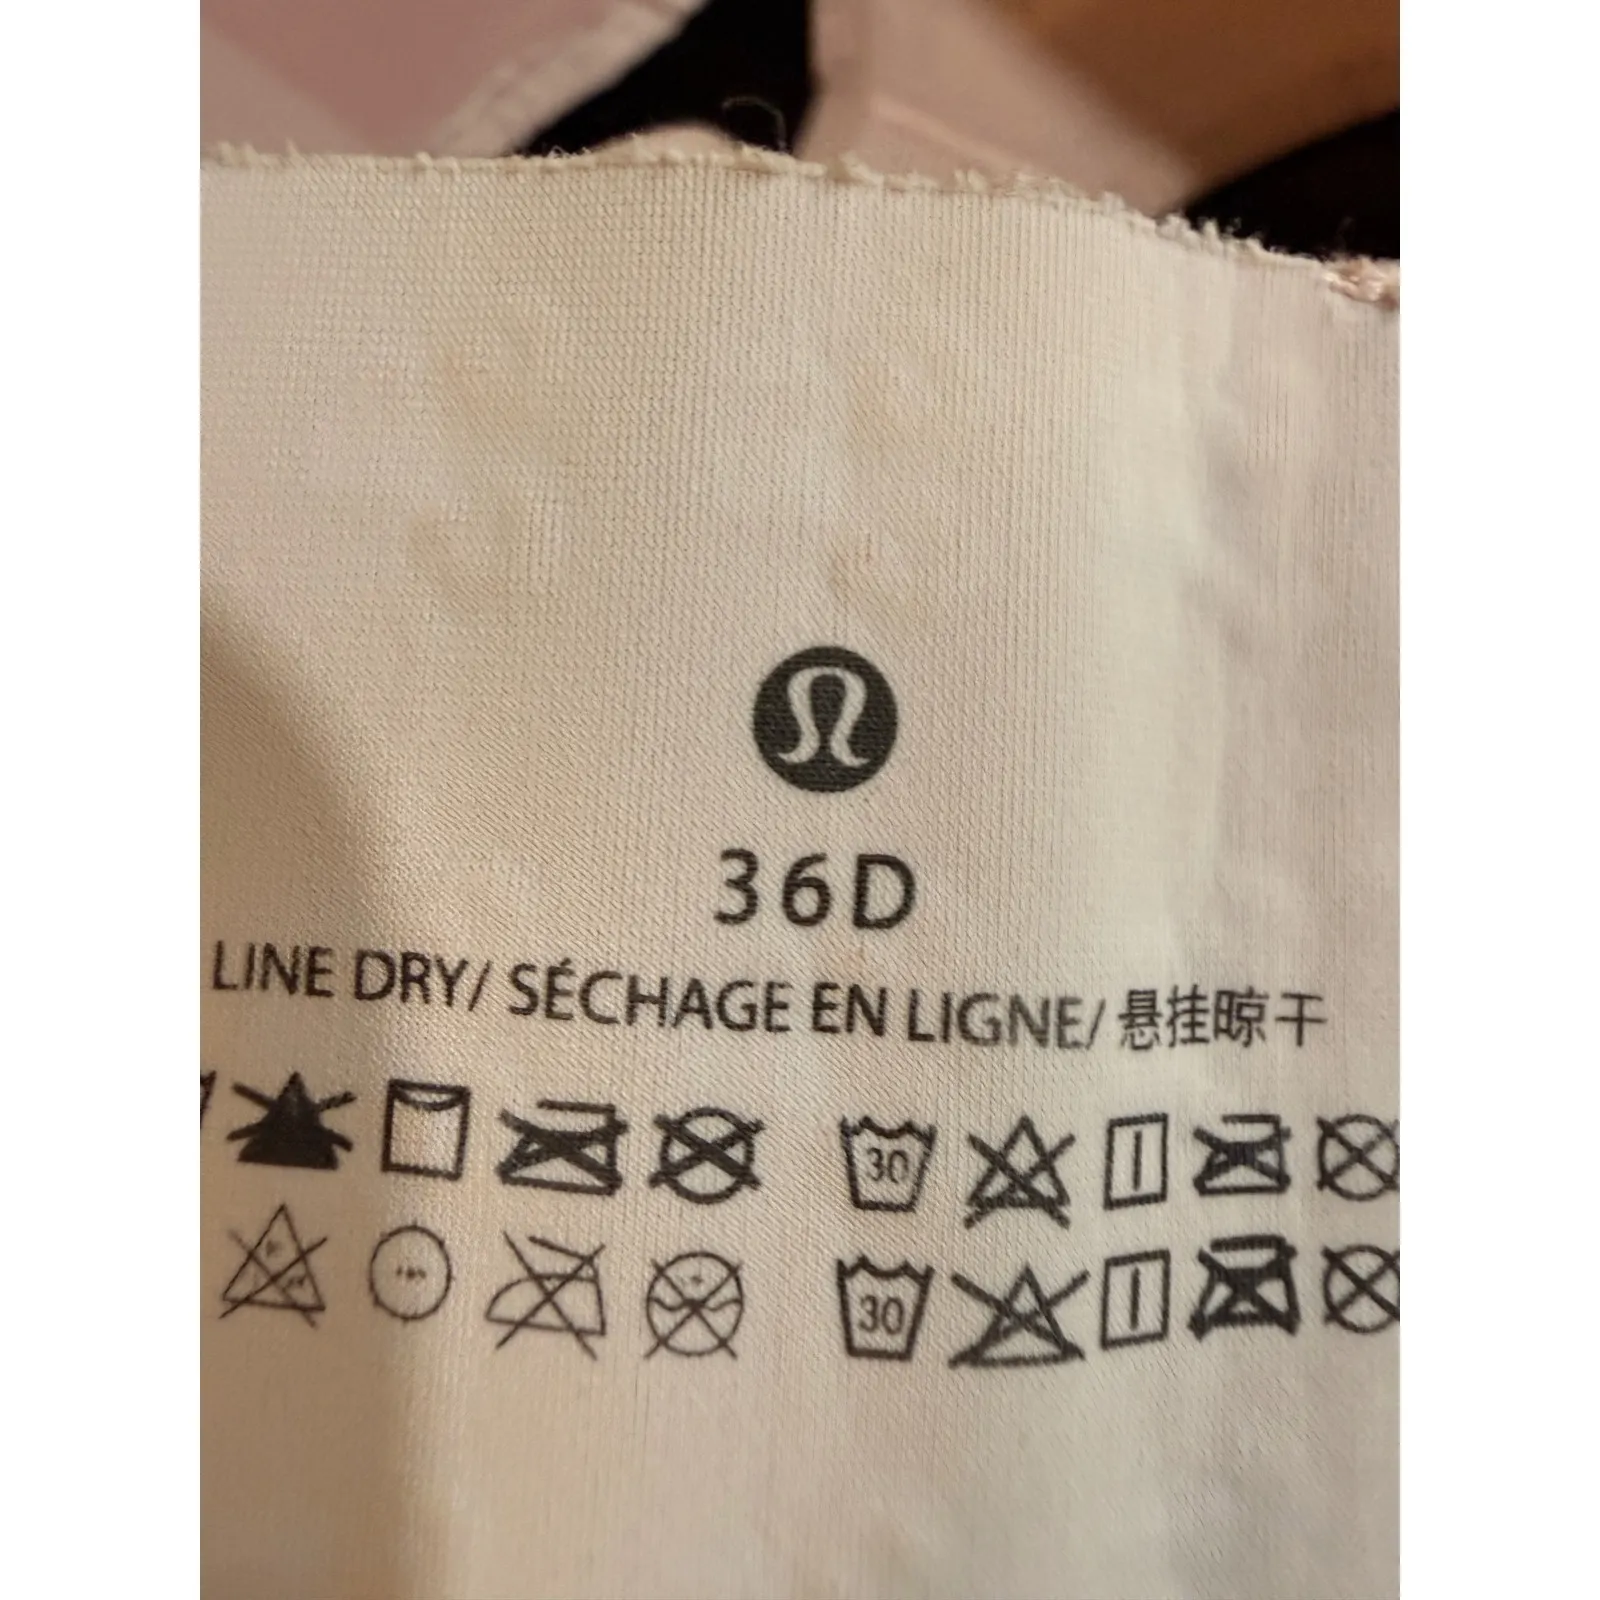 36D
LINE DRY/ SÉCHAGE EN LIGNE/ 悬挂晾干
30
30